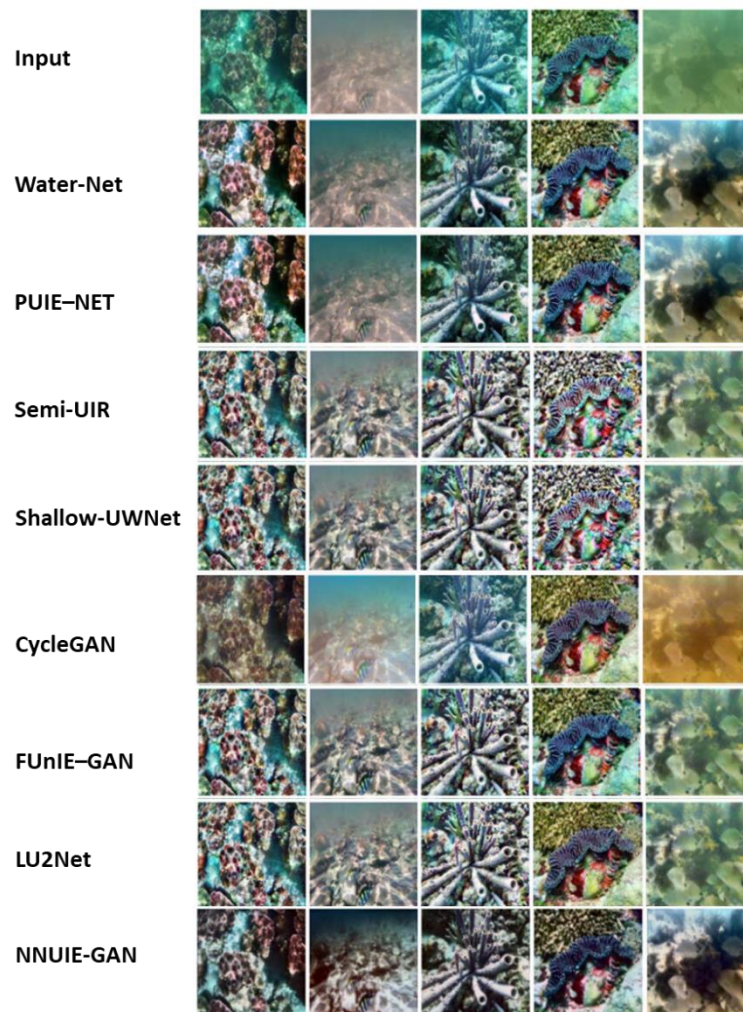 Input
Water-Net
PUIE–NET
Semi-UIR
Shallow-UWNet
CycleGAN
FUnIE–GAN
LU2Net
NNUIE-GAN